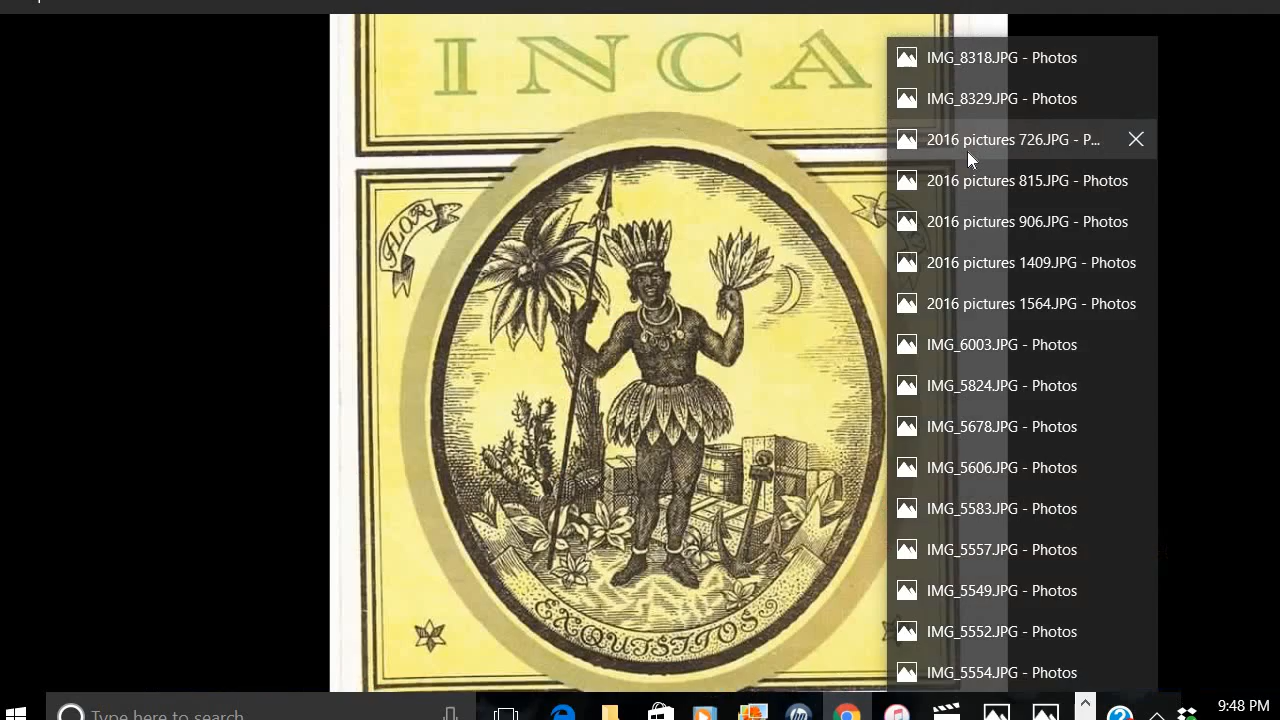 INCA
FLOR
EXQUISITOS
IMG_8318.JPG - Photos
IMG_8329.JPG - Photos
2016 pictures 726.JPG - P...
2016 pictures 815.JPG - Photos
2016 pictures 906.JPG - Photos
2016 pictures 1409.JPG - Photos
2016 pictures 1564.JPG - Photos
IMG_6003.JPG - Photos
IMG_5824.JPG - Photos
IMG_5678.JPG - Photos
IMG_5606.JPG - Photos
IMG_5583.JPG - Photos
IMG_5557.JPG - Photos
IMG_5549.JPG - Photos
IMG_5552.JPG - Photos
IMG_5554.JPG - Photos
Type here to search
9:48 PM